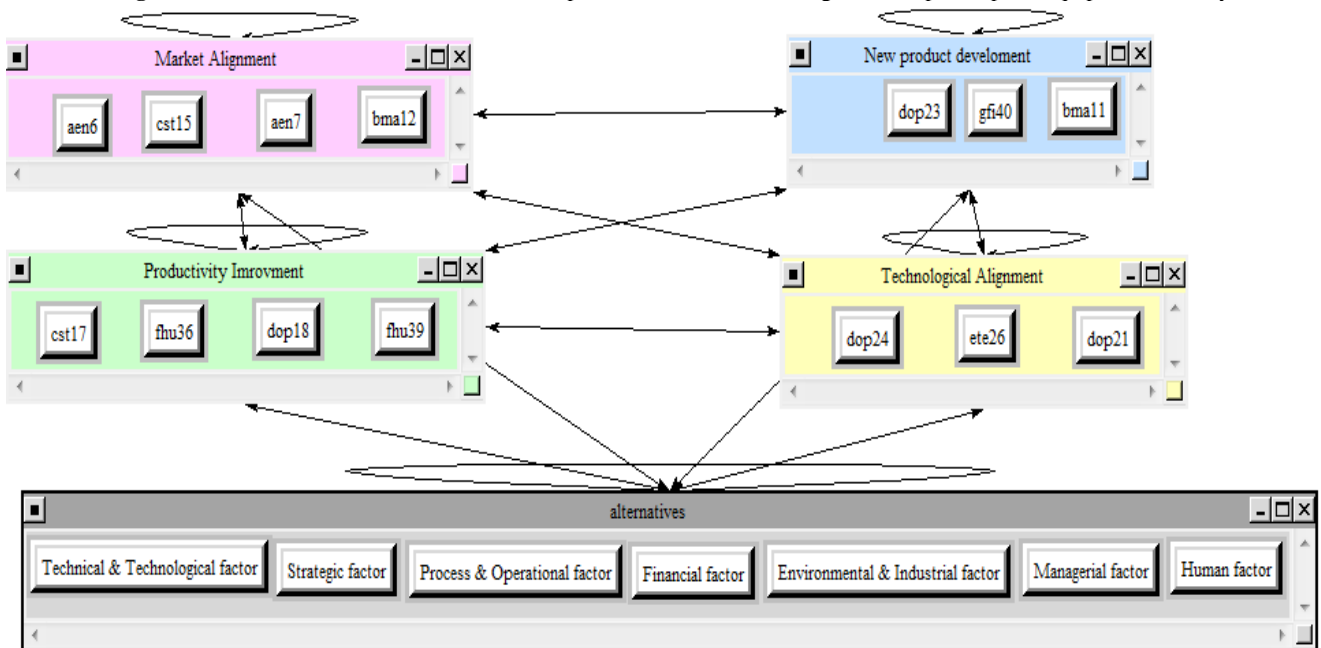 Market Alignment
aen6 cst15 aen7 bma12
New product develoment
dop23 gfi40 bma11
Productivity Imrovment
cst17 fhu36 dop18 fhu39
Technological Alignment
dop24 ete26 dop21
alternatives
Technical & Technological factor Strategic factor Process & Operational factor Financial factor Environmental & Industrial factor Managerial factor Human factor